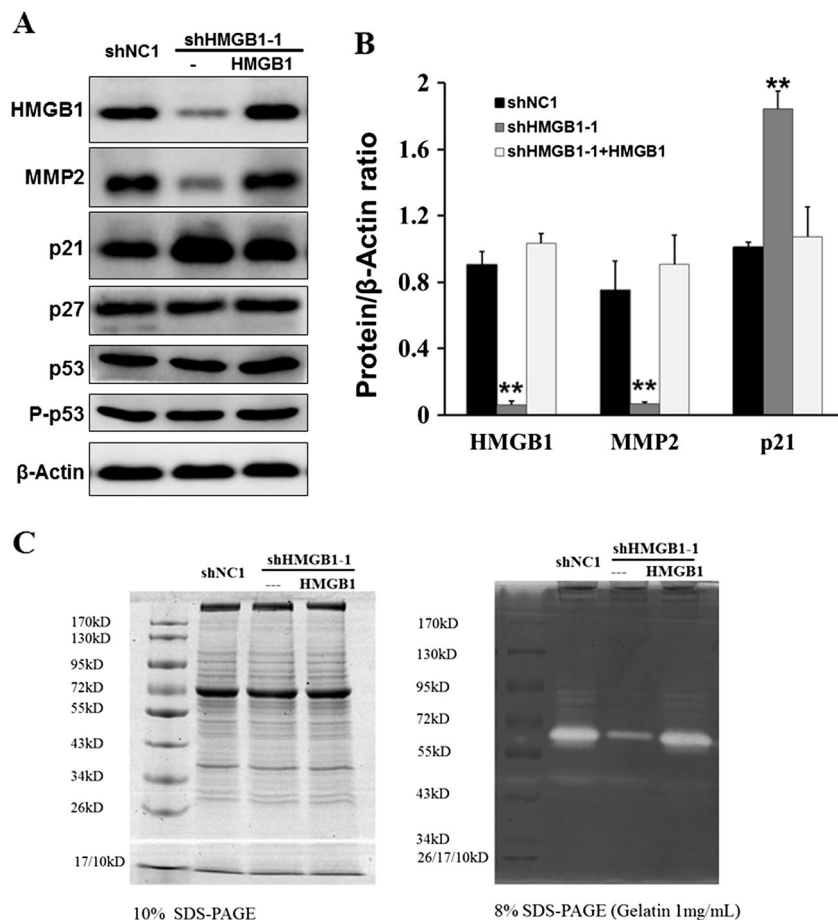 A
shNC1
shHMGB1-1
-
HMGB1
HMGB1
MMP2
p21
p27
p53
P-p53
β-Actin
B
Protein/β-Actin ratio
2
1.6
1.2
0.8
0.4
0
shNC1
shHMGB1-1
shHMGB1-1+HMGB1
**
**
**
HMGB1
MMP2
p21
C
shNC1
shHMGB1-1
---
HMGB1
170kD
130kD
95kD
72kD
55kD
43kD
34kD
26kD
17/10kD
10% SDS-PAGE
shNC1
shHMGB1-1
---
HMGB1
170kD
130kD
95kD
72kD
55kD
43kD
34kD
26/17/10kD
8% SDS-PAGE (Gelatin 1mg/mL)